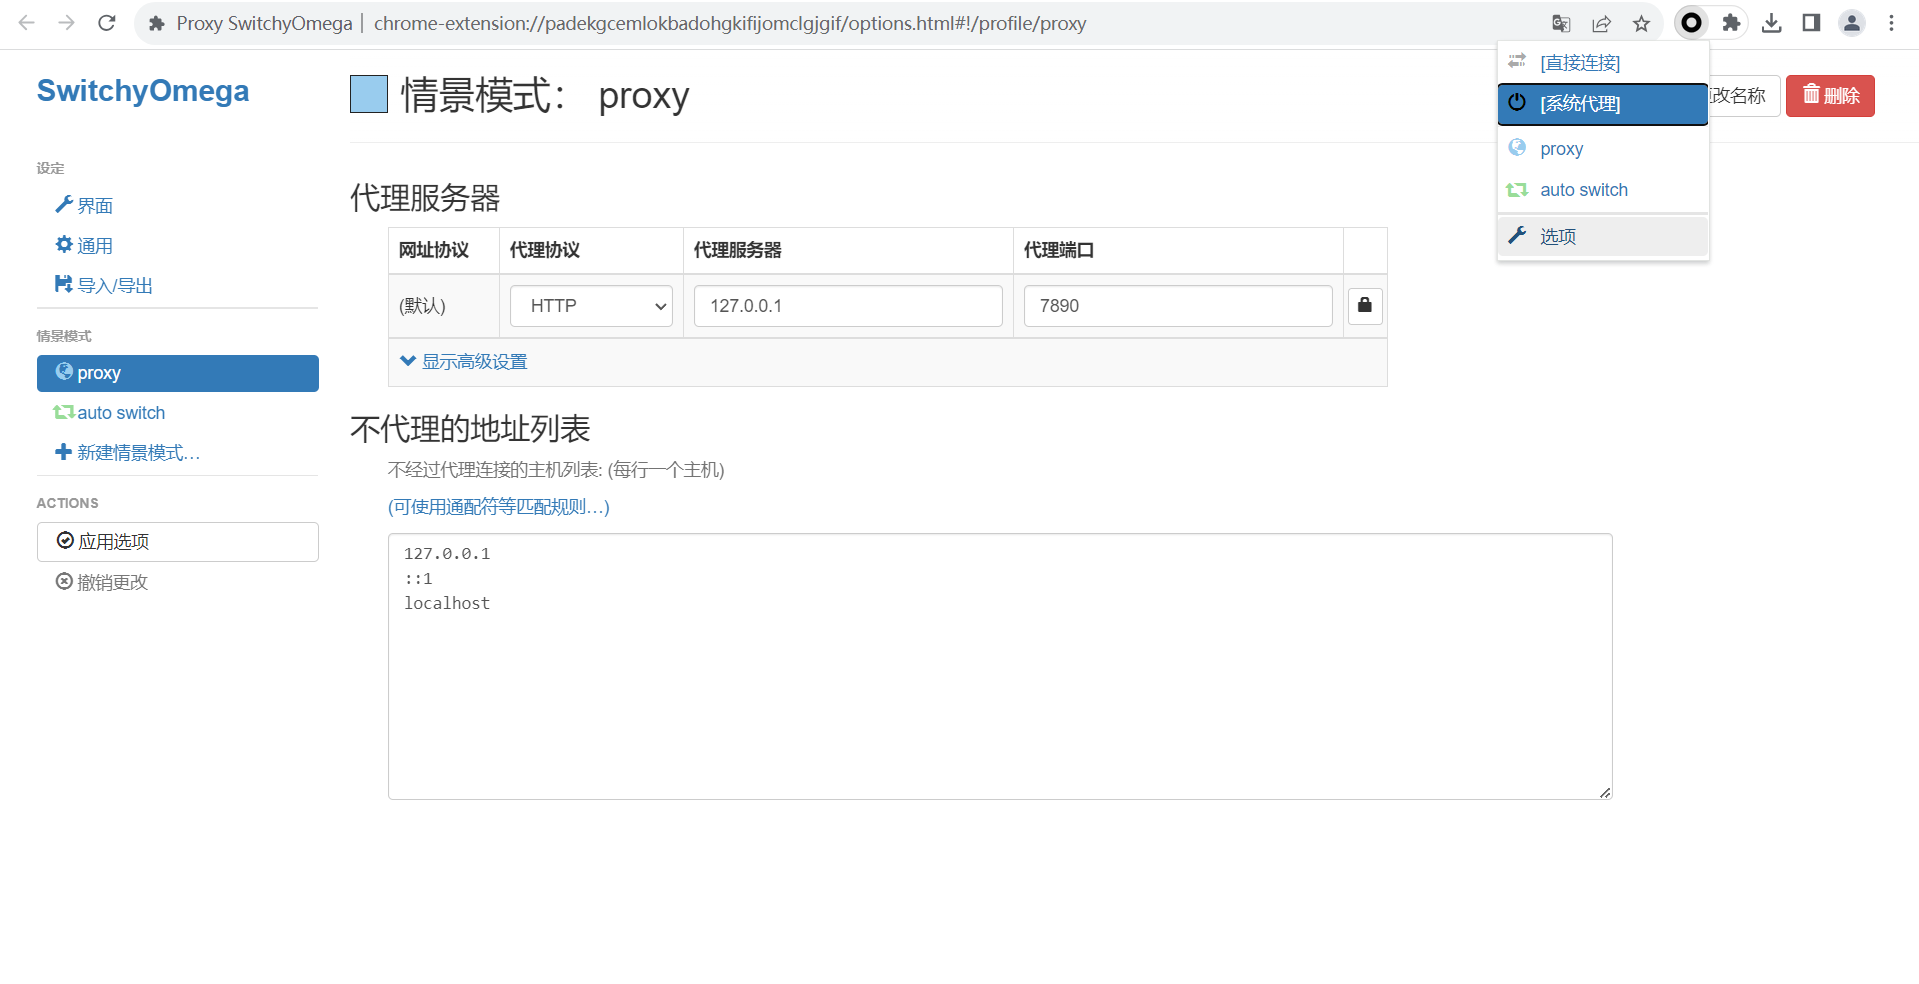 Proxy SwitchyOmega | chrome-extension://padekgcemlokbadohgkifijomclgjgif/options.html#!/profile/proxy
[直接连接]
[系统代理]
proxy
auto switch
选项
SwitchyOmega
情景模式： proxy
改名称
删除
设定
界面
通用
导入/导出
情景模式
proxy
auto switch
新建情景模式…
ACTIONS
应用选项
撤销更改
代理服务器
网址协议 代理协议 代理服务器 代理端口
(默认) HTTP 127.0.0.1 7890
显示高级设置
不代理的地址列表
不经过代理连接的主机列表: (每行一个主机)
(可使用通配符等匹配规则…)
127.0.0.1
::1
localhost